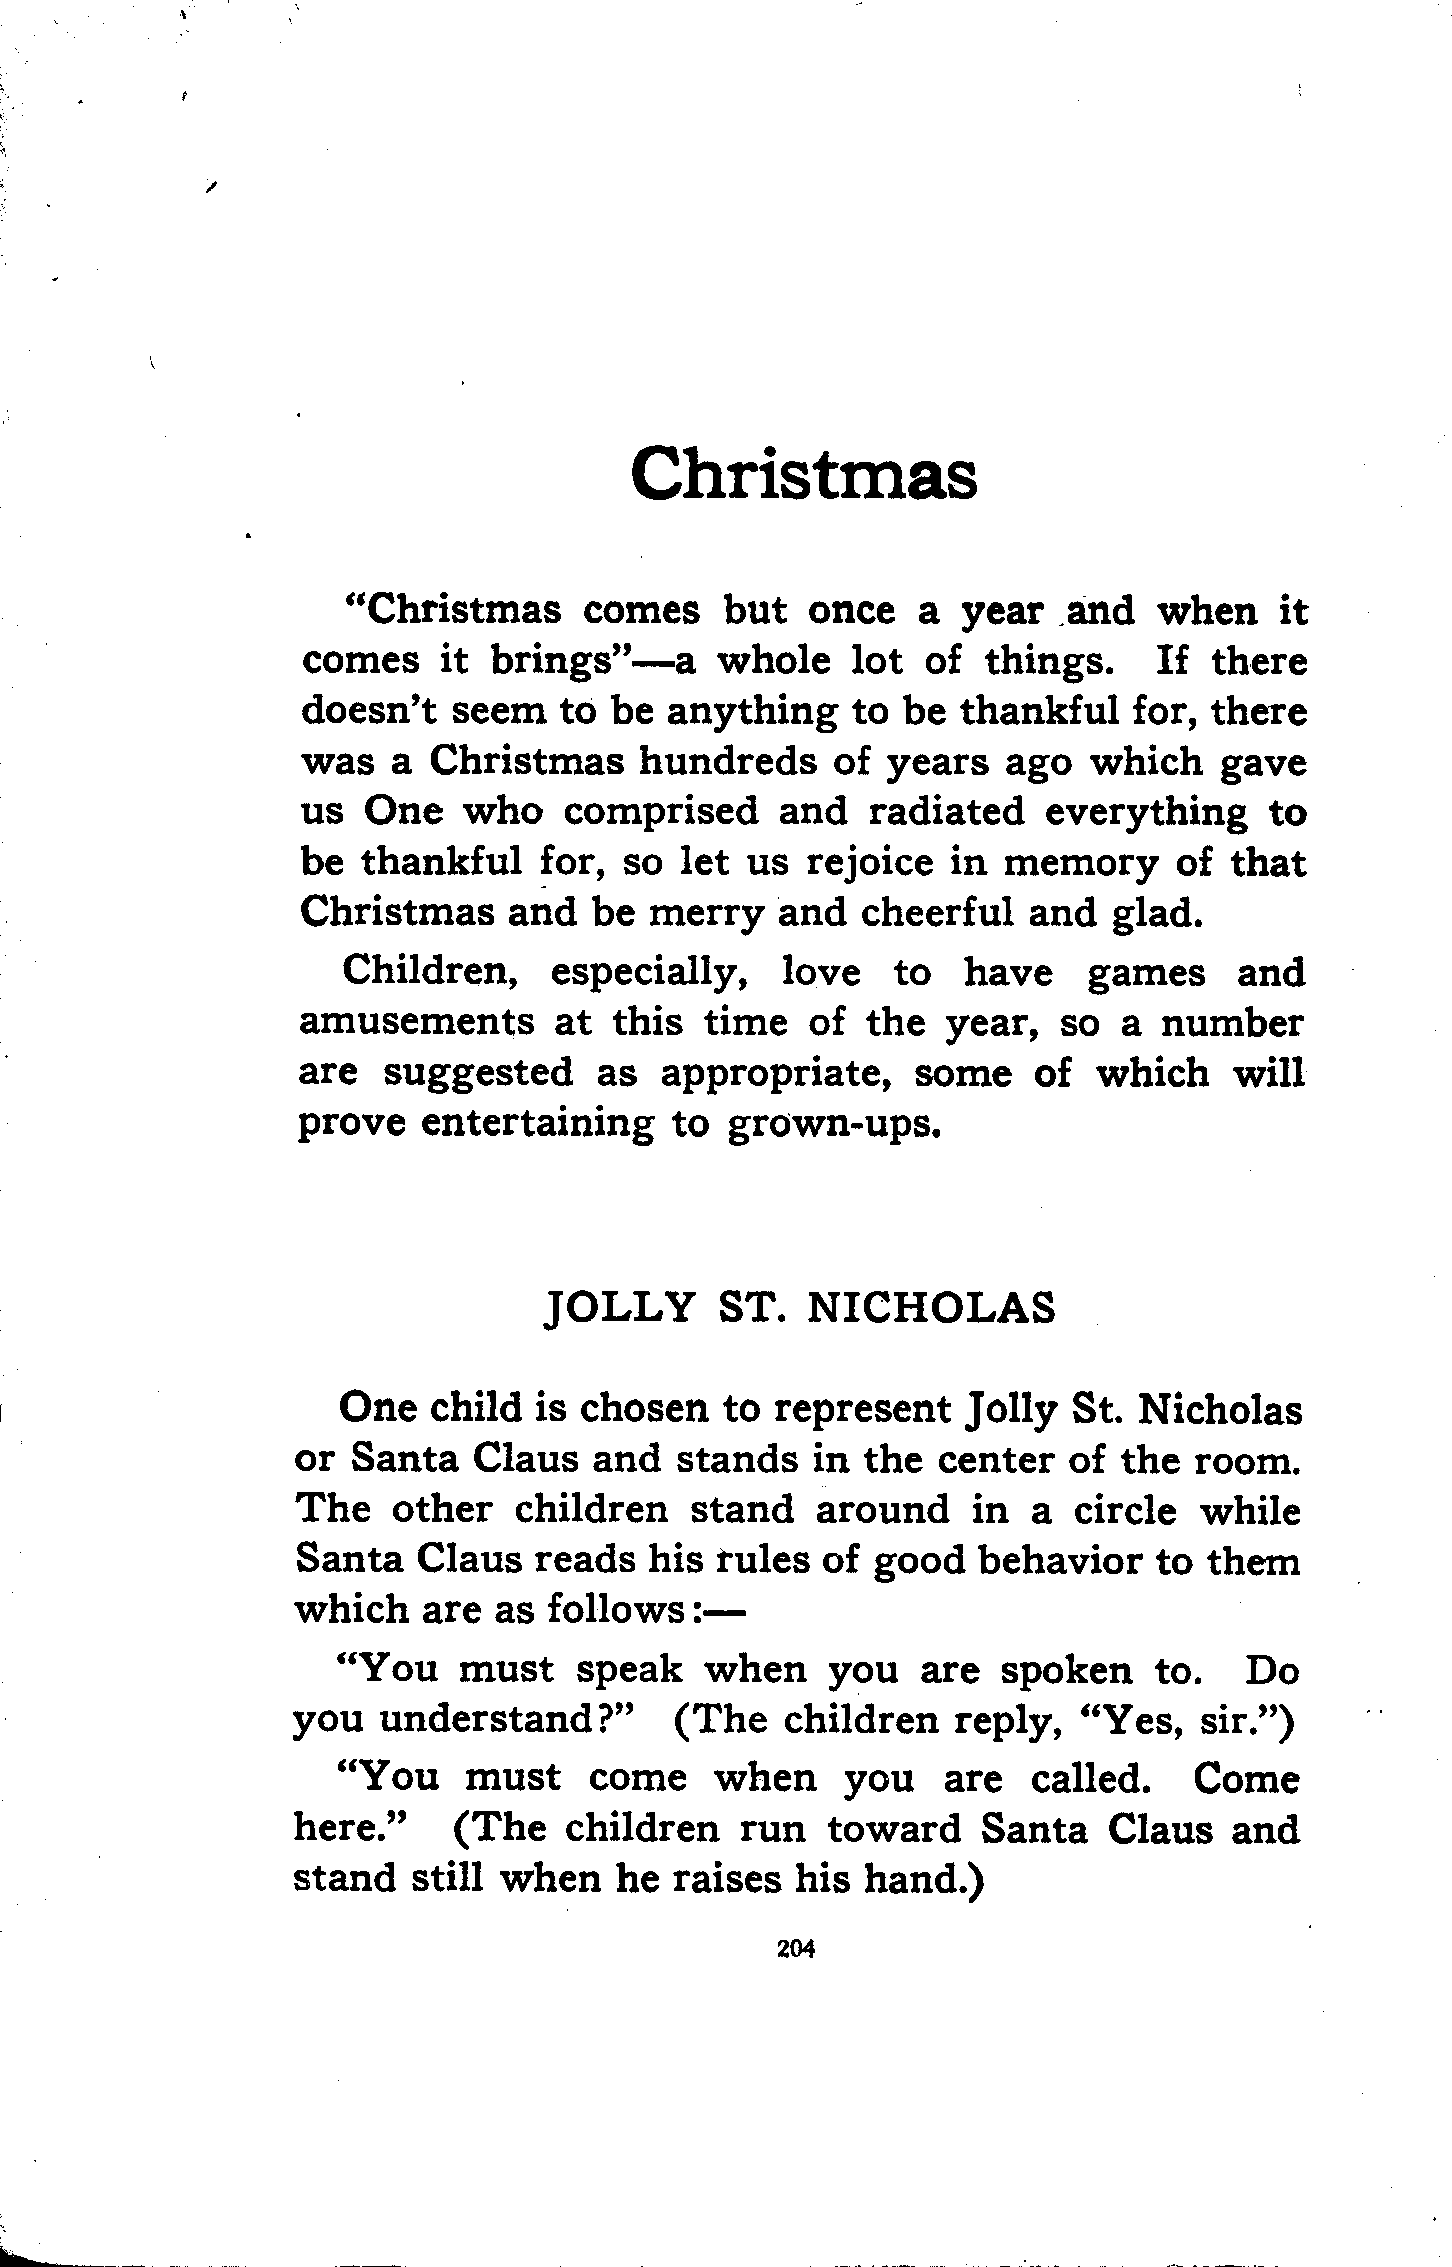 Christmas
“Christmas comes but once a year and when it
comes it brings”—a whole lot of things. If there
doesn't seem to be anything to be thankful for, there
was a Christmas hundreds of years ago which gave
us One who comprised and radiated everything to
be thankful for, so let us rejoice in memory of that
Christmas and be merry and cheerful and glad.
Children, especially, love to have games and
amusements at this time of the year, so a number
are suggested as appropriate, some of which will
prove entertaining to grown-ups.
JOLLY ST. NICHOLAS
One child is chosen to represent Jolly St. Nicholas
or Santa Claus and stands in the center of the room.
The other children stand around in a circle while
Santa Claus reads his rules of good behavior to them
which are as follows:—
“You must speak when you are spoken to. Do
you understand?” (The children reply, “Yes, sir.”)
“You must come when you are called. Come
here.” (The children run toward Santa Claus and
stand still when he raises his hand.)
204